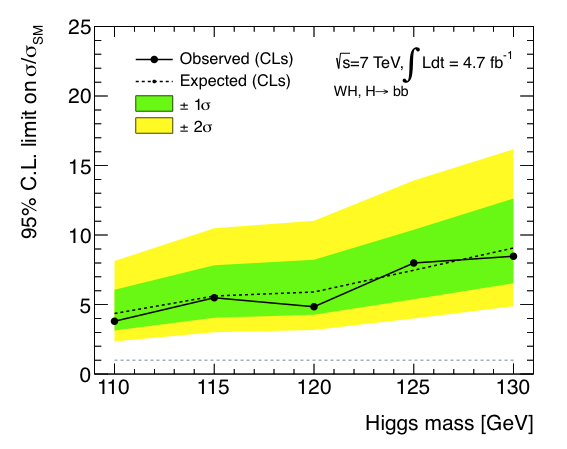 95% C.L. limit on σ/σSM
25
20
15
10
5
0
Observed (CLs)
Expected (CLs)
± 1σ
± 2σ
√s=7 TeV, ∫ Ldt = 4.7 fb⁻¹
WH, H→ bb
110 115 120 125 130
Higgs mass [GeV]